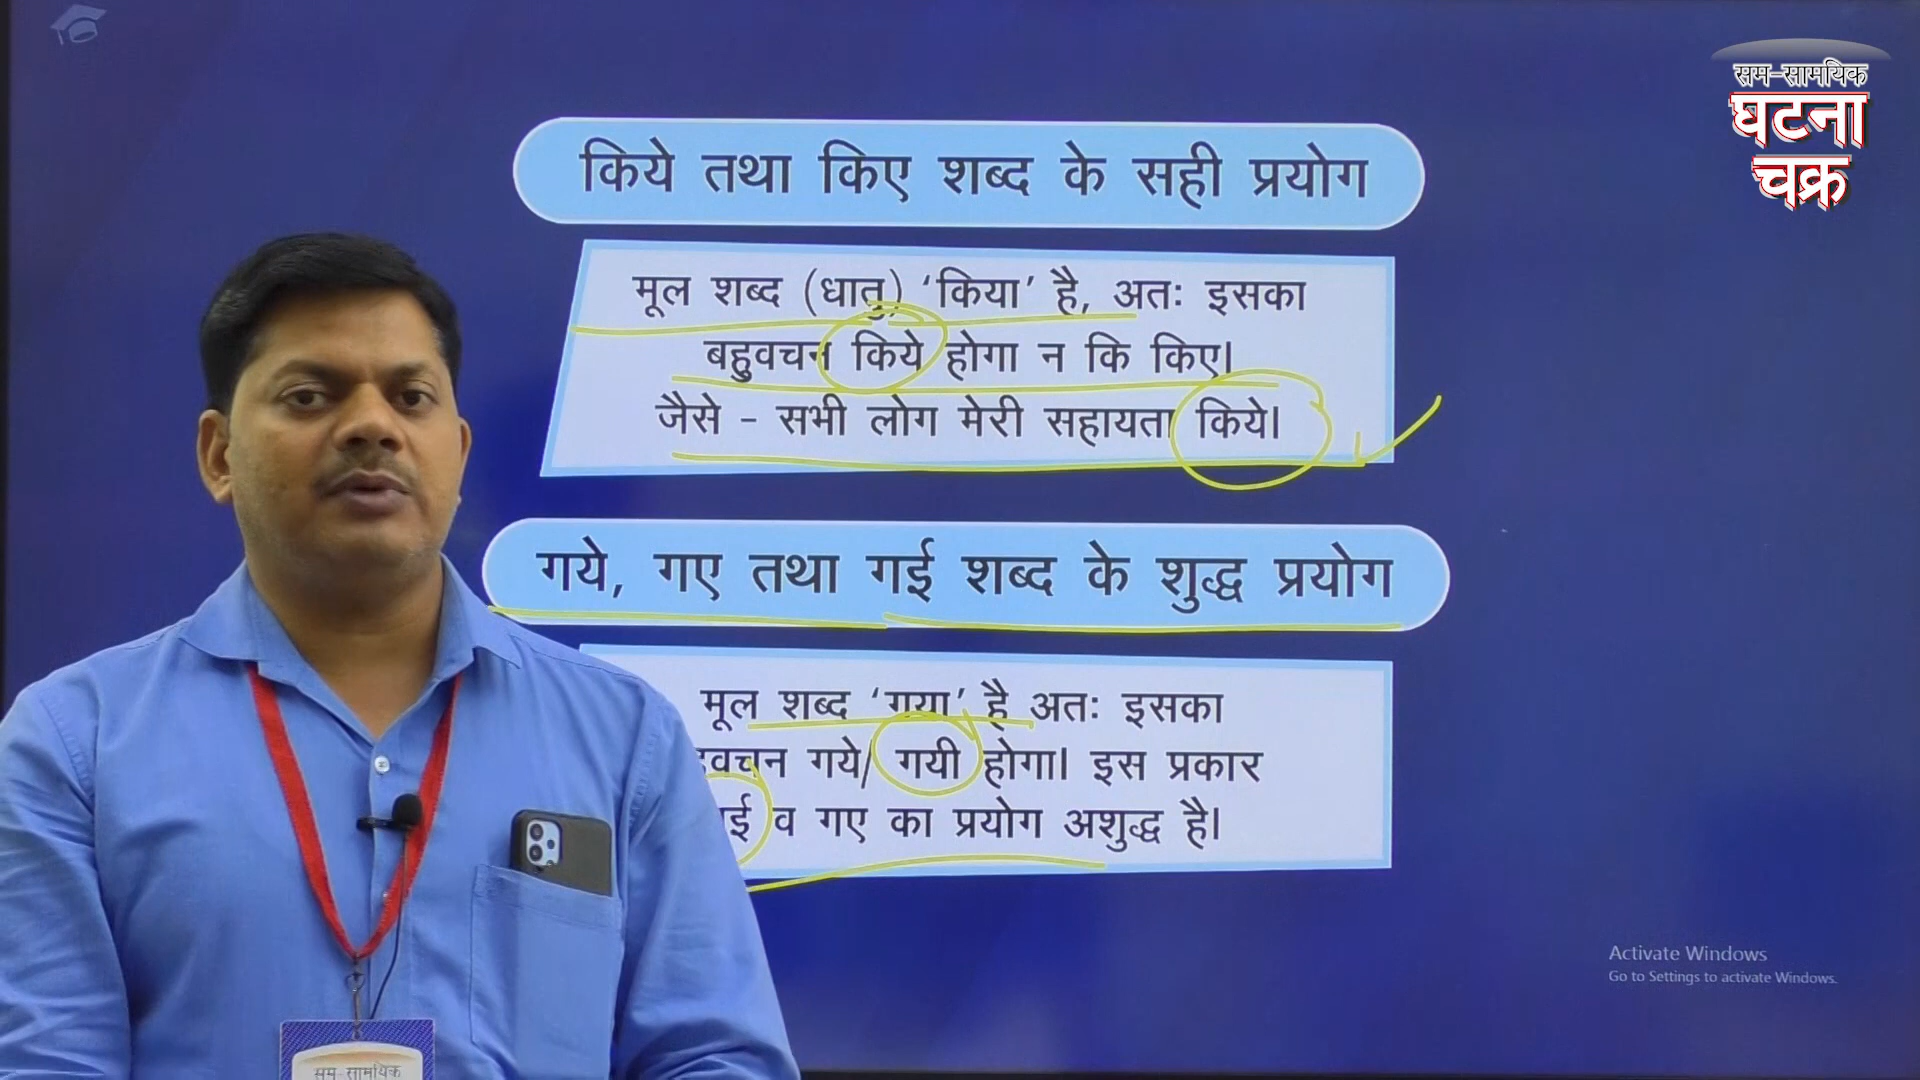 सम-सामयिक
घटना
चक्र
किये तथा किए शब्द के सही प्रयोग
मूल शब्द (धातु) ‘किया’ है, अतः इसका
बहुवचन किये होगा न कि किए।
जैसे - सभी लोग मेरी सहायता किये।
गये, गए तथा गई शब्द के शुद्ध प्रयोग
मूल शब्द ‘गया’ है अतः इसका
गये/ गयी होगा। इस प्रकार
व गए का प्रयोग अशुद्ध है।
Activate Windows
Go to Settings to activate Windows.
सम-सामयिक